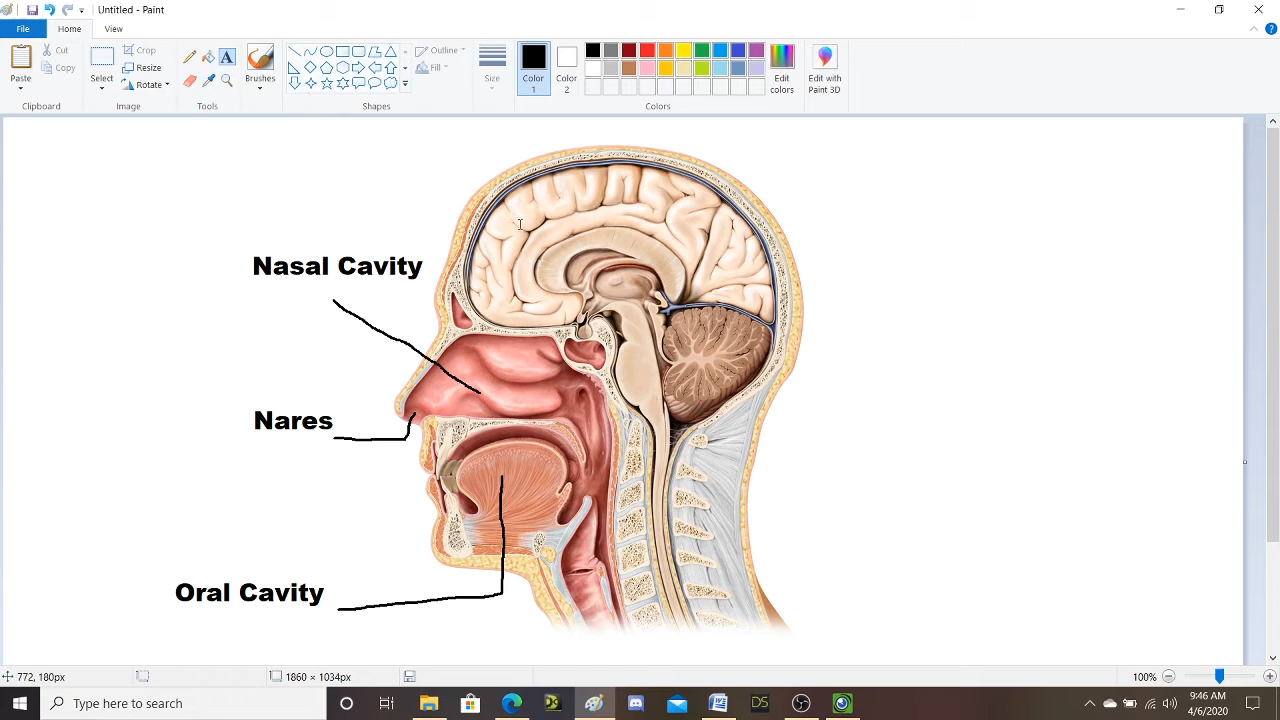 Untitled - Paint
File
Home
View
Paste
Cut
Copy
Clipboard
Select
Crop
Resize
Rotate
Image
A
Tools
Brushes
Outline
Fill
Shapes
Size
Color 1
Color 2
Edit colors
Colors
Edit with Paint 3D
Nasal Cavity
Nares
Oral Cavity
772, 180px
1860 × 1034px
100%
Type here to search
DS
9:46 AM
4/6/2020